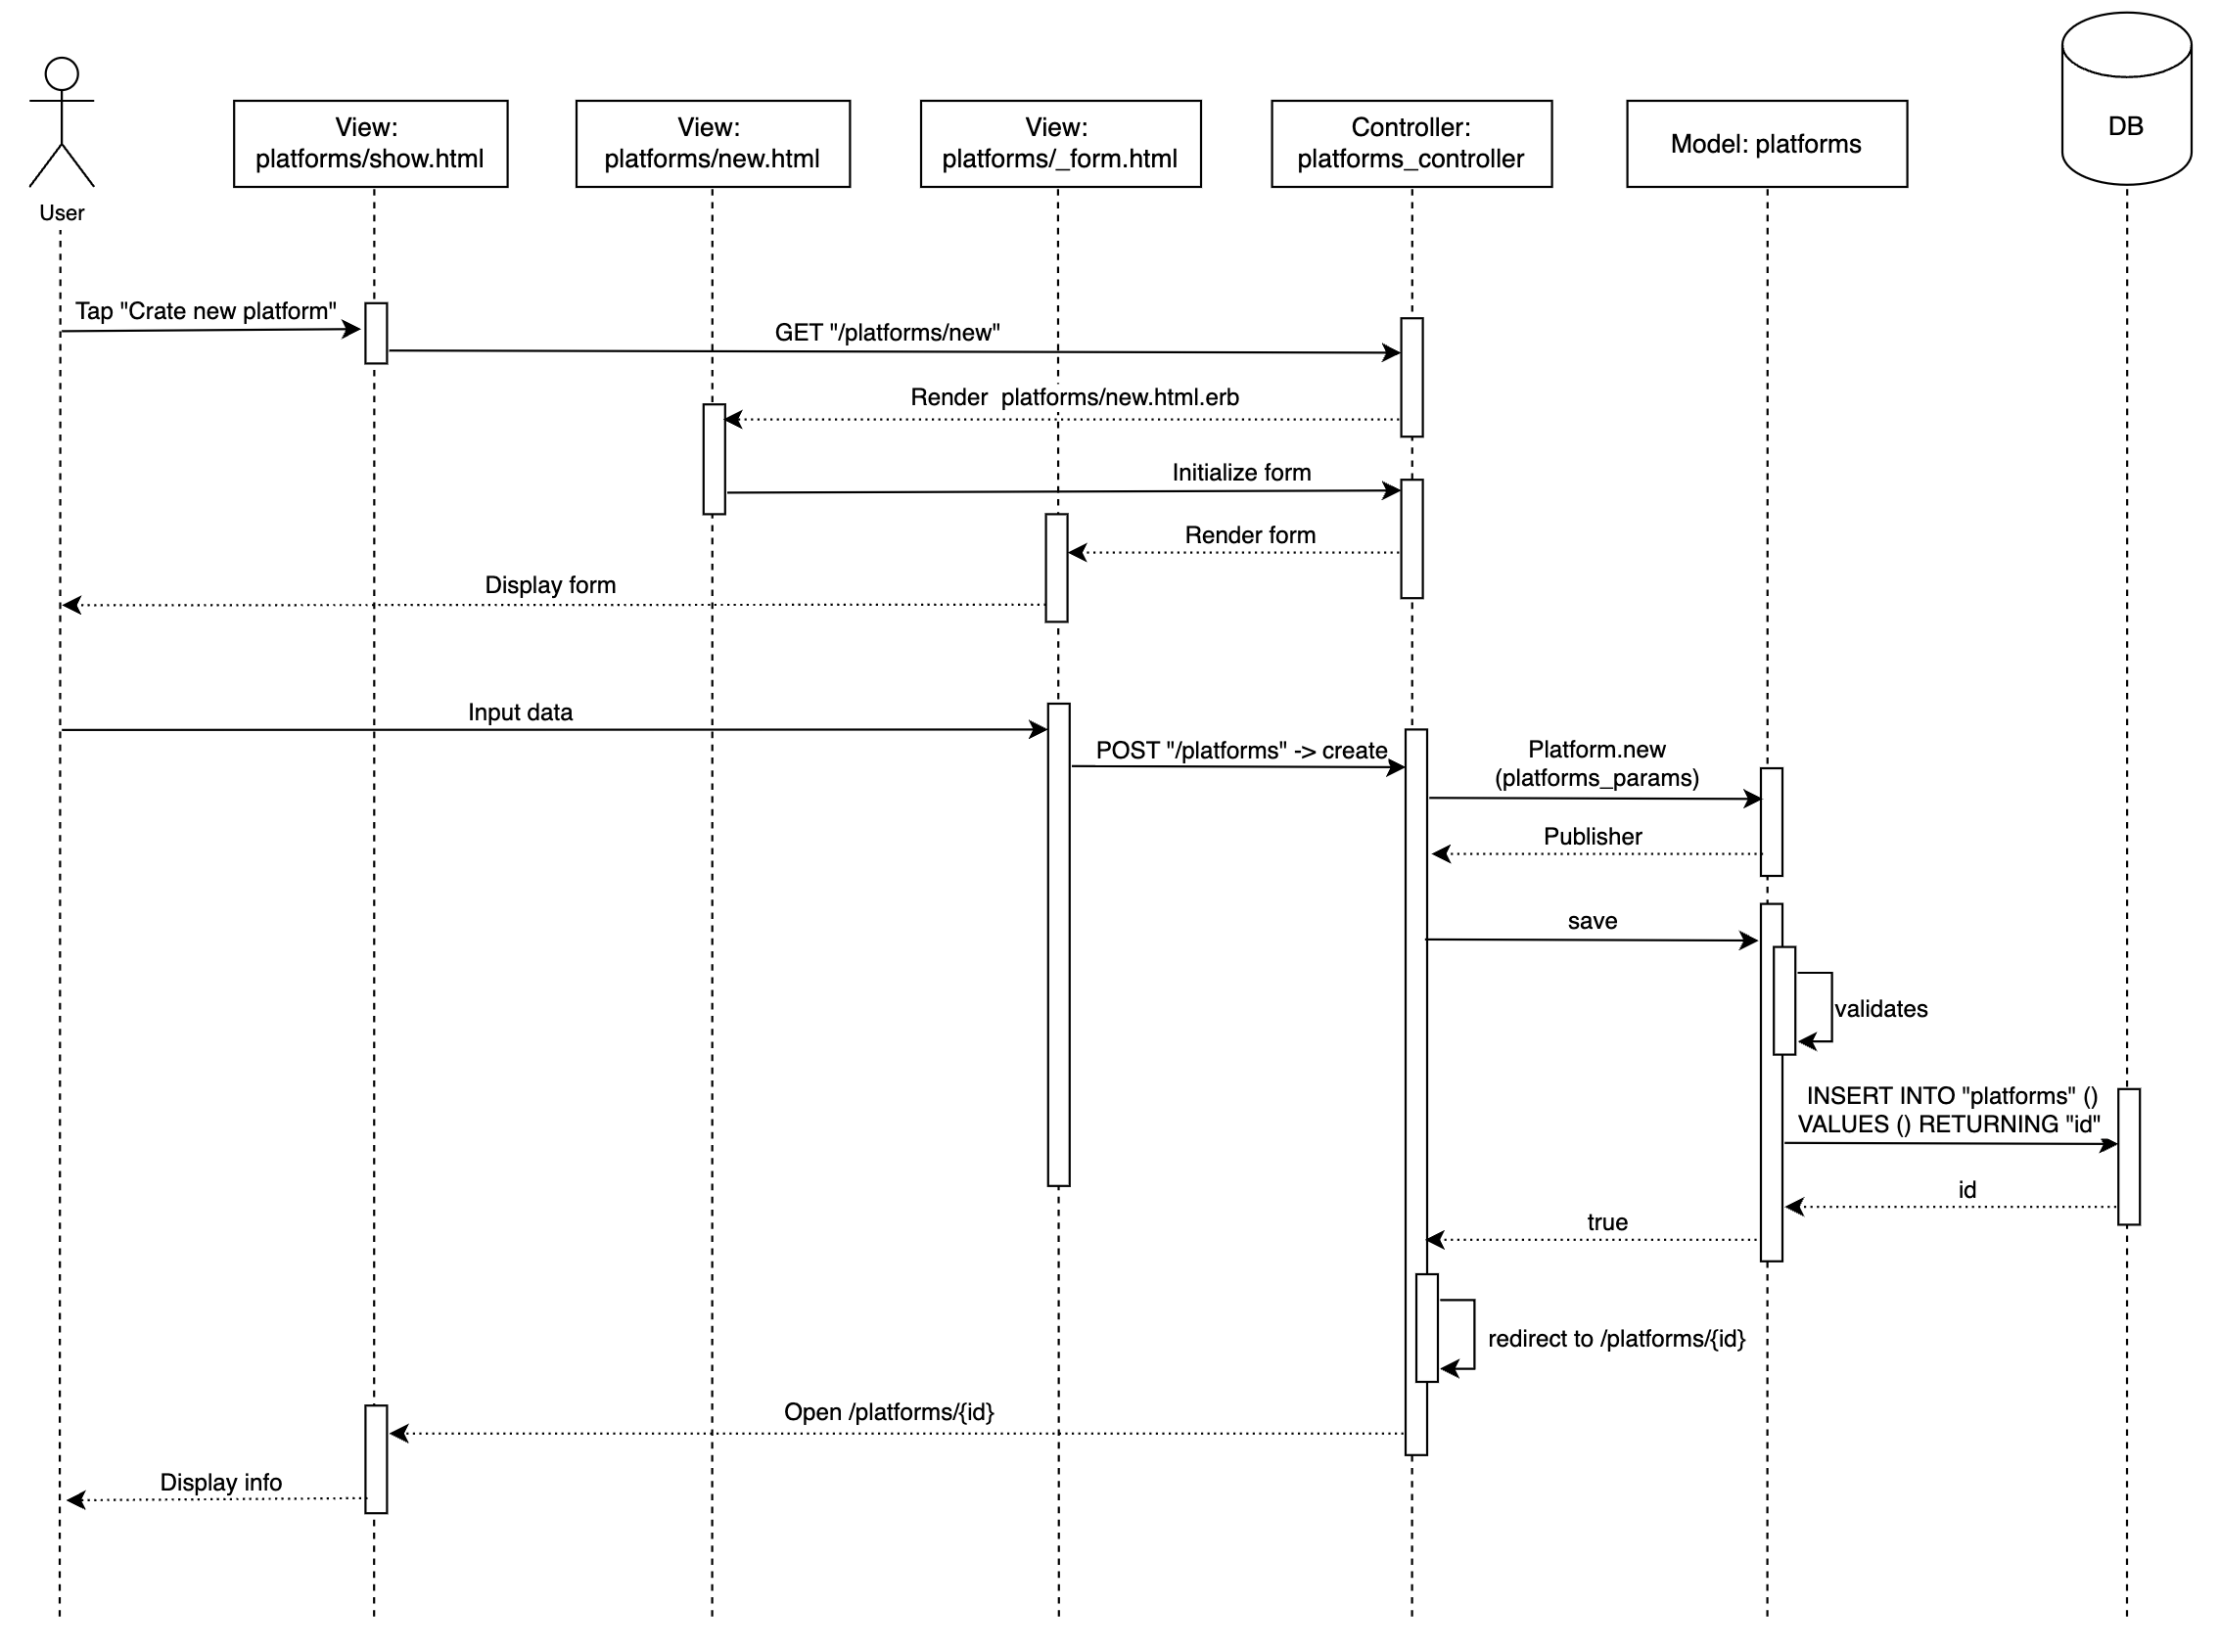 User
View:
platforms/show.html
View:
platforms/new.html
View:
platforms/_form.html
Controller:
platforms_controller
Model: platforms
DB
Tap "Crate new platform"
GET "/platforms/new"
Render  platforms/new.html.erb
Initialize form
Render form
Display form
Input data
POST "/platforms" -> create
Platform.new
(platforms_params)
Publisher
save
validates
INSERT INTO "platforms" ()
VALUES () RETURNING "id"
id
true
redirect to /platforms/{id}
Open /platforms/{id}
Display info